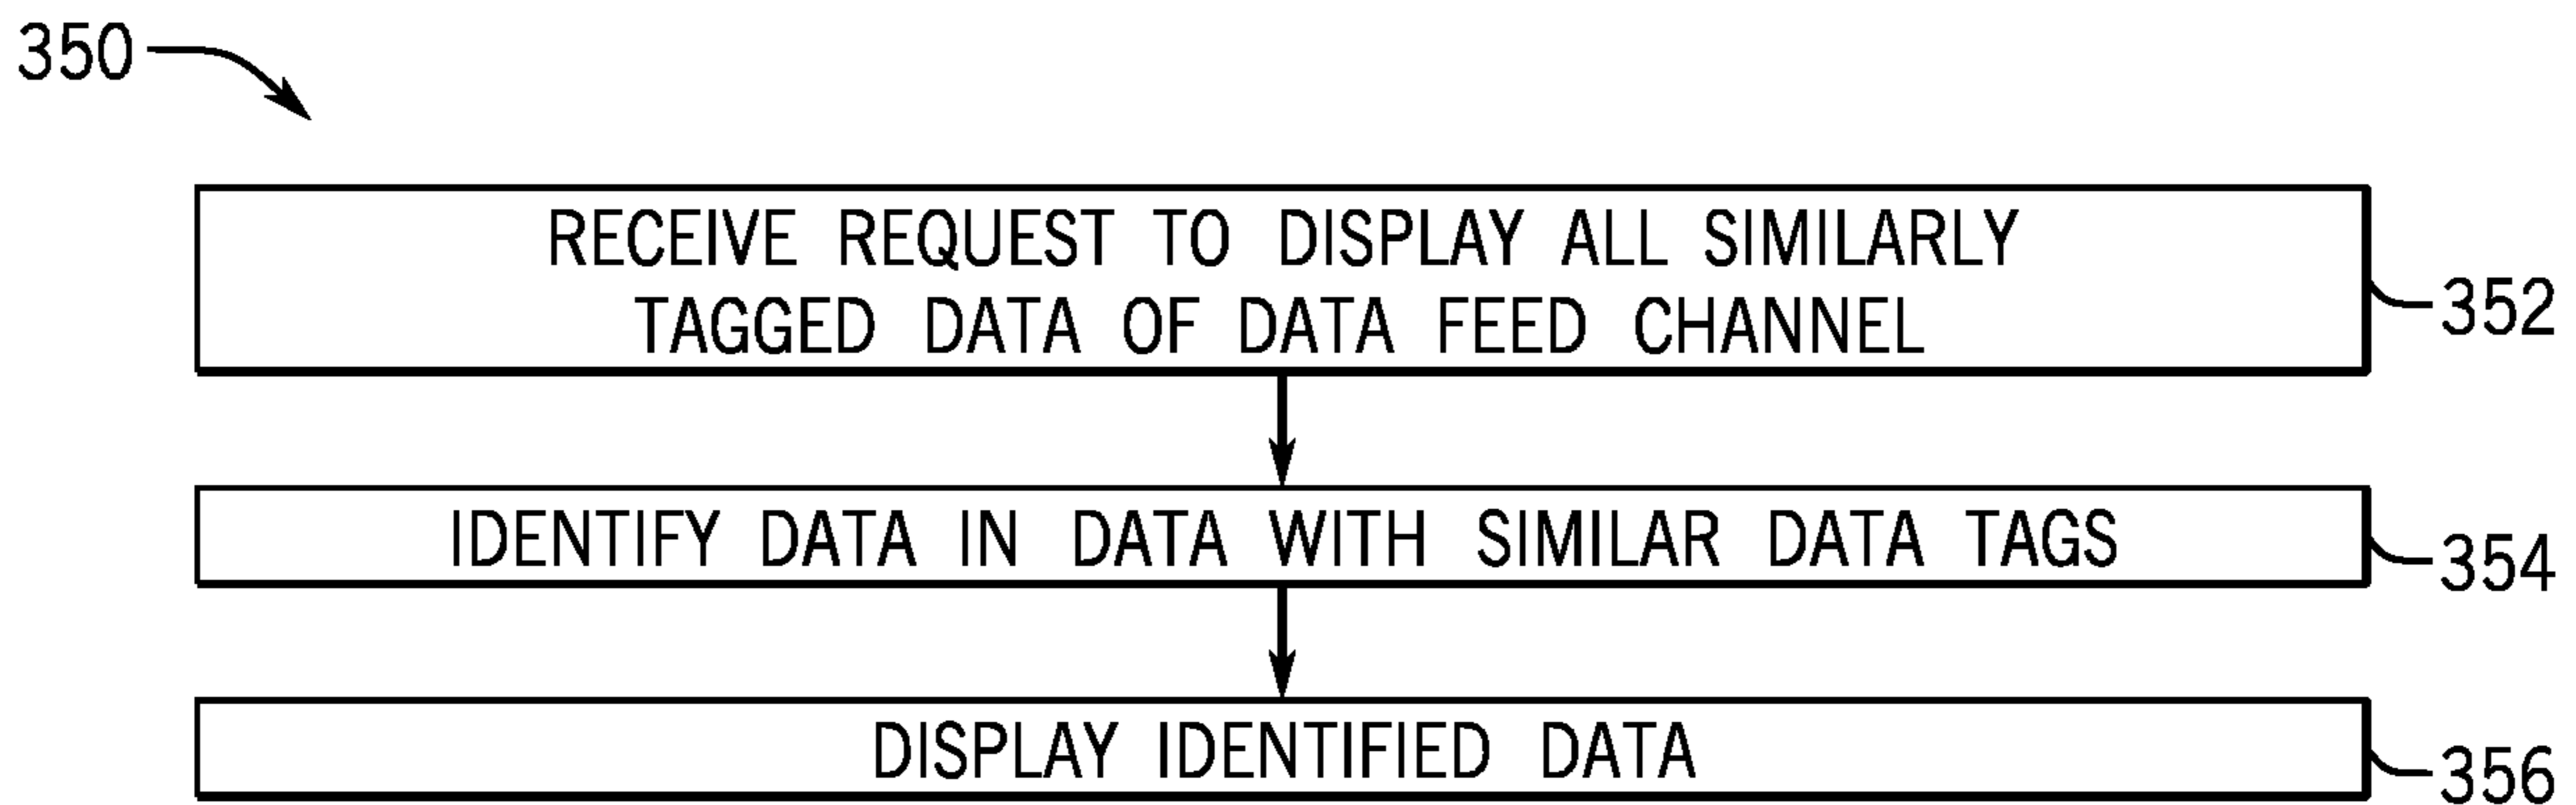 350
RECEIVE REQUEST TO DISPLAY ALL SIMILARLY
TAGGED DATA OF DATA FEED CHANNEL
352
IDENTIFY DATA IN DATA WITH SIMILAR DATA TAGS
354
DISPLAY IDENTIFIED DATA
356